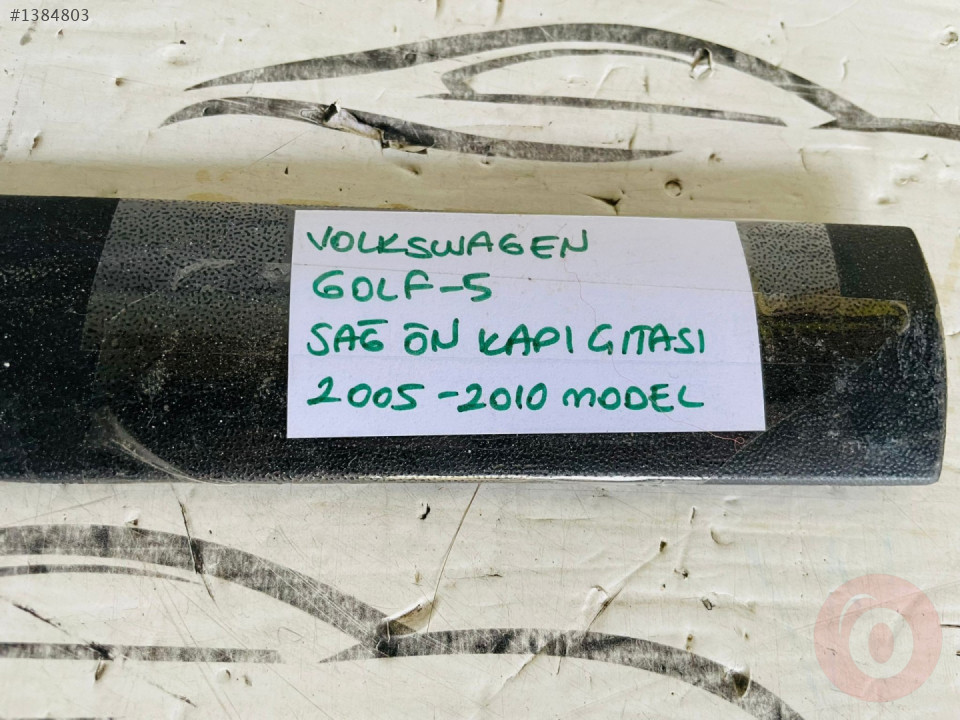 #1384803
VOLKSWAGEN
GOLF-5
SAĞ ÖN KAPI GITASI
2005-2010 MODEL